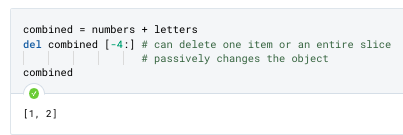 combined = numbers + letters
del combined [-4:] # can delete one item or an entire slice
# passively changes the object
combined
[1, 2]